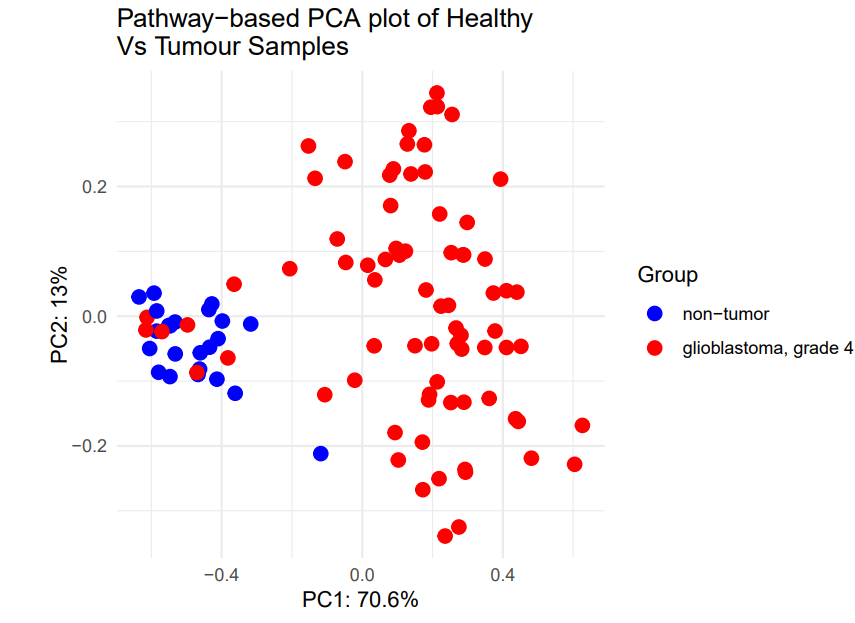 Pathway−based PCA plot of Healthy
Vs Tumour Samples
0.2
0.0
−0.2
PC2: 13%
−0.4
0.0
0.4
PC1: 70.6%
Group
non−tumor
glioblastoma, grade 4